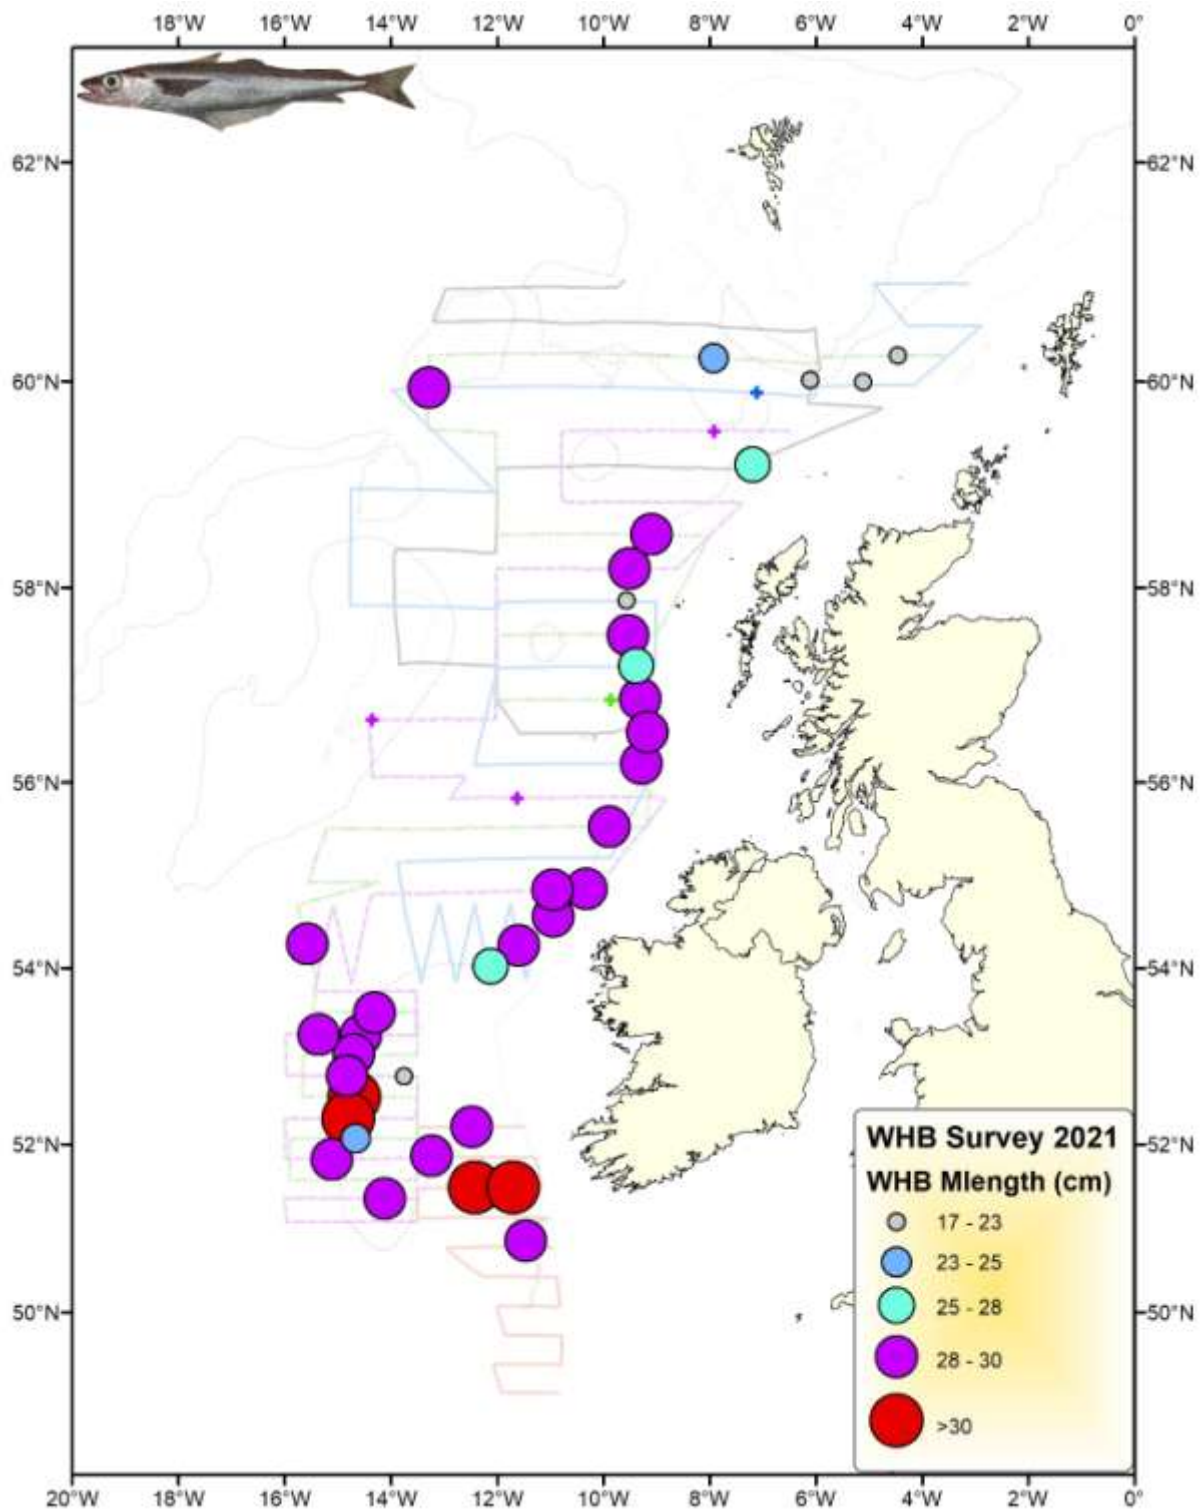 18°W 16°W 14°W 12°W 10°W 8°W 6°W 4°W 2°W 0°
62°N 62°N
60°N 60°N
58°N
58°N
56°N 56°N
54°N 54°N
52°N 52°N
50°N 50°N
WHB Survey 2021
WHB Mlength (cm)
17 - 23
23 - 25
25 - 28
28 - 30
>30
20°W 18°W 16°W 14°W 12°W 10°W 8°W 6°W 4°W 2°W 0°